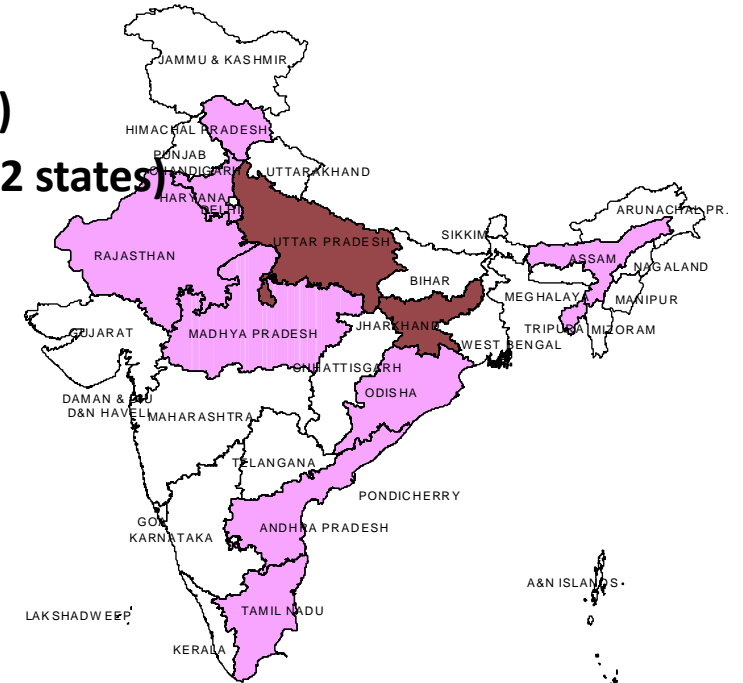 JAMMU & KASHMIR
)
HIMACHAL PRADESH
PUNJAB
CHANDIGARH
2 states)
UTTARAKHAND
HARYANA
DELHI
ARUNACHAL PR.
SIKKIM
UTTAR PRADESH
RAJASTHAN
ASSAM
NAGALAND
BIHAR
MEGHALAYA
MANIPUR
GUJARAT
MADHYA PRADESH
JHARKHAND
TRIPURA
MIZORAM
WEST BENGAL
CHHATTISGARH
ODISHA
DAMAN & DIU
D&N HAVELI
MAHARASHTRA
TELANGANA
PONDICHERRY
GOA
KARNATAKA
ANDHRA PRADESH
A&N ISLANDS
LAKSHADWEEP
TAMIL NADU
KERALA